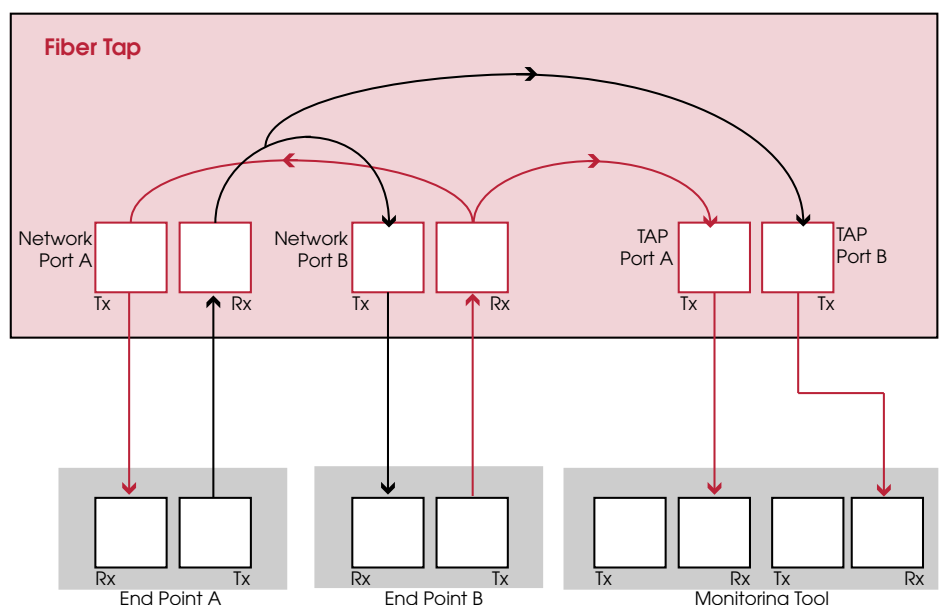 Fiber Tap
Network
Port A
Network
Port B
TAP
Port A
TAP
Port B
Tx
Rx
Tx
Rx
Tx
Tx
Rx
Tx
Rx
Tx
Tx
Rx
Tx
Rx
End Point A
End Point B
Monitoring Tool